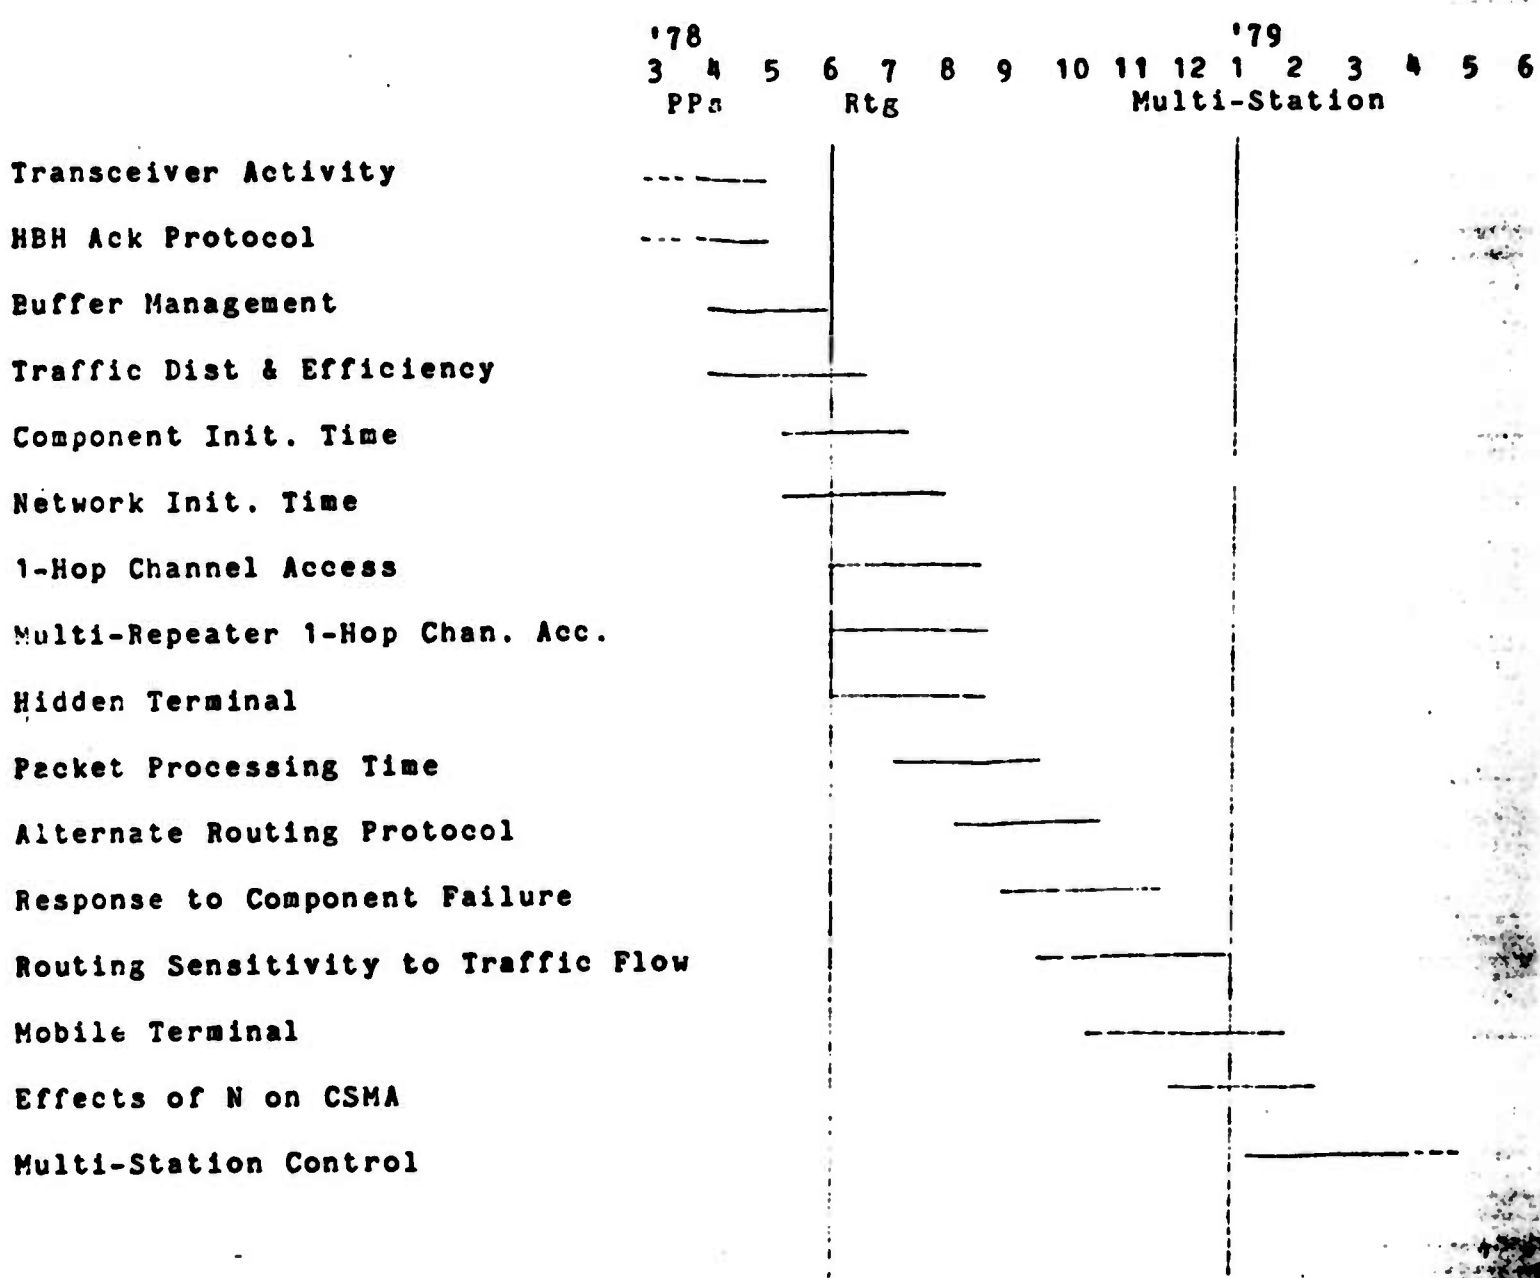 '78 '79
3 4 5 6 7 8 9 10 11 12 1 2 3 4 5 6
PPs Rtg Multi-Station
Transceiver Activity
HBH Ack Protocol
Buffer Management
Traffic Dist & Efficiency
Component Init. Time
Network Init. Time
1-Hop Channel Access
Multi-Repeater 1-Hop Chan. Acc.
Hidden Terminal
Packet Processing Time
Alternate Routing Protocol
Response to Component Failure
Routing Sensitivity to Traffic Flow
Mobile Terminal
Effects of N on CSMA
Multi-Station Control